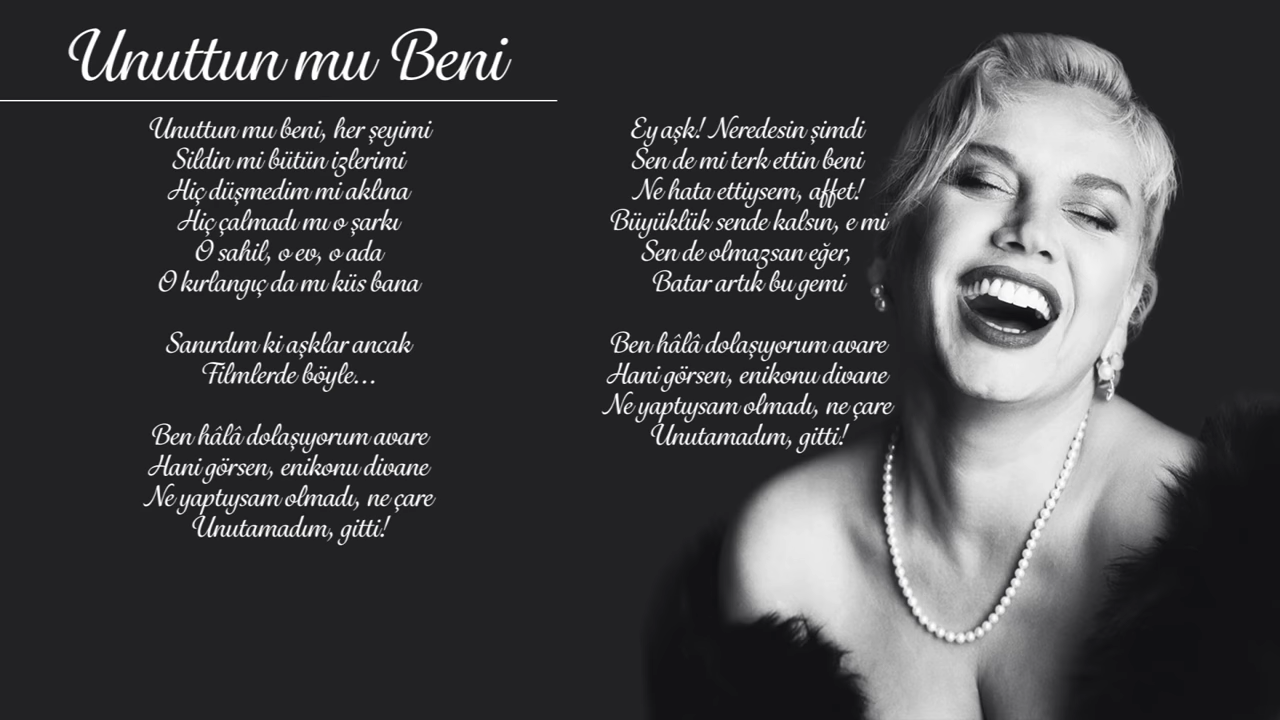 Unuttun mu Beni
Unuttun mu beni, her şeyimi
Sildin mi bütün izlerimi
Hiç düşmedim mi aklına
Hiç çalmadı mı o şarkı
O sahil, o ev, o ada
O kırlangıç da mı küs bana
Sanırdım ki aşklar ancak
Filmlerde böyle...
Ben hâlâ dolaşıyorum avare
Hani görsen, enikonu divane
Ne yaptıysam olmadı, ne çare
Unutamadım, gitti!
Ey aşk! Neredesin şimdi
Sen de mi terk ettin beni
Ne hata ettiysem, affet!
Büyüklük sende kalsın, e mi
Sen de olmazsan eğer,
Batar artık bu gemi
Ben hâlâ dolaşıyorum avare
Hani görsen, enikonu divane
Ne yaptıysam olmadı, ne çare
Unutamadım, gitti!